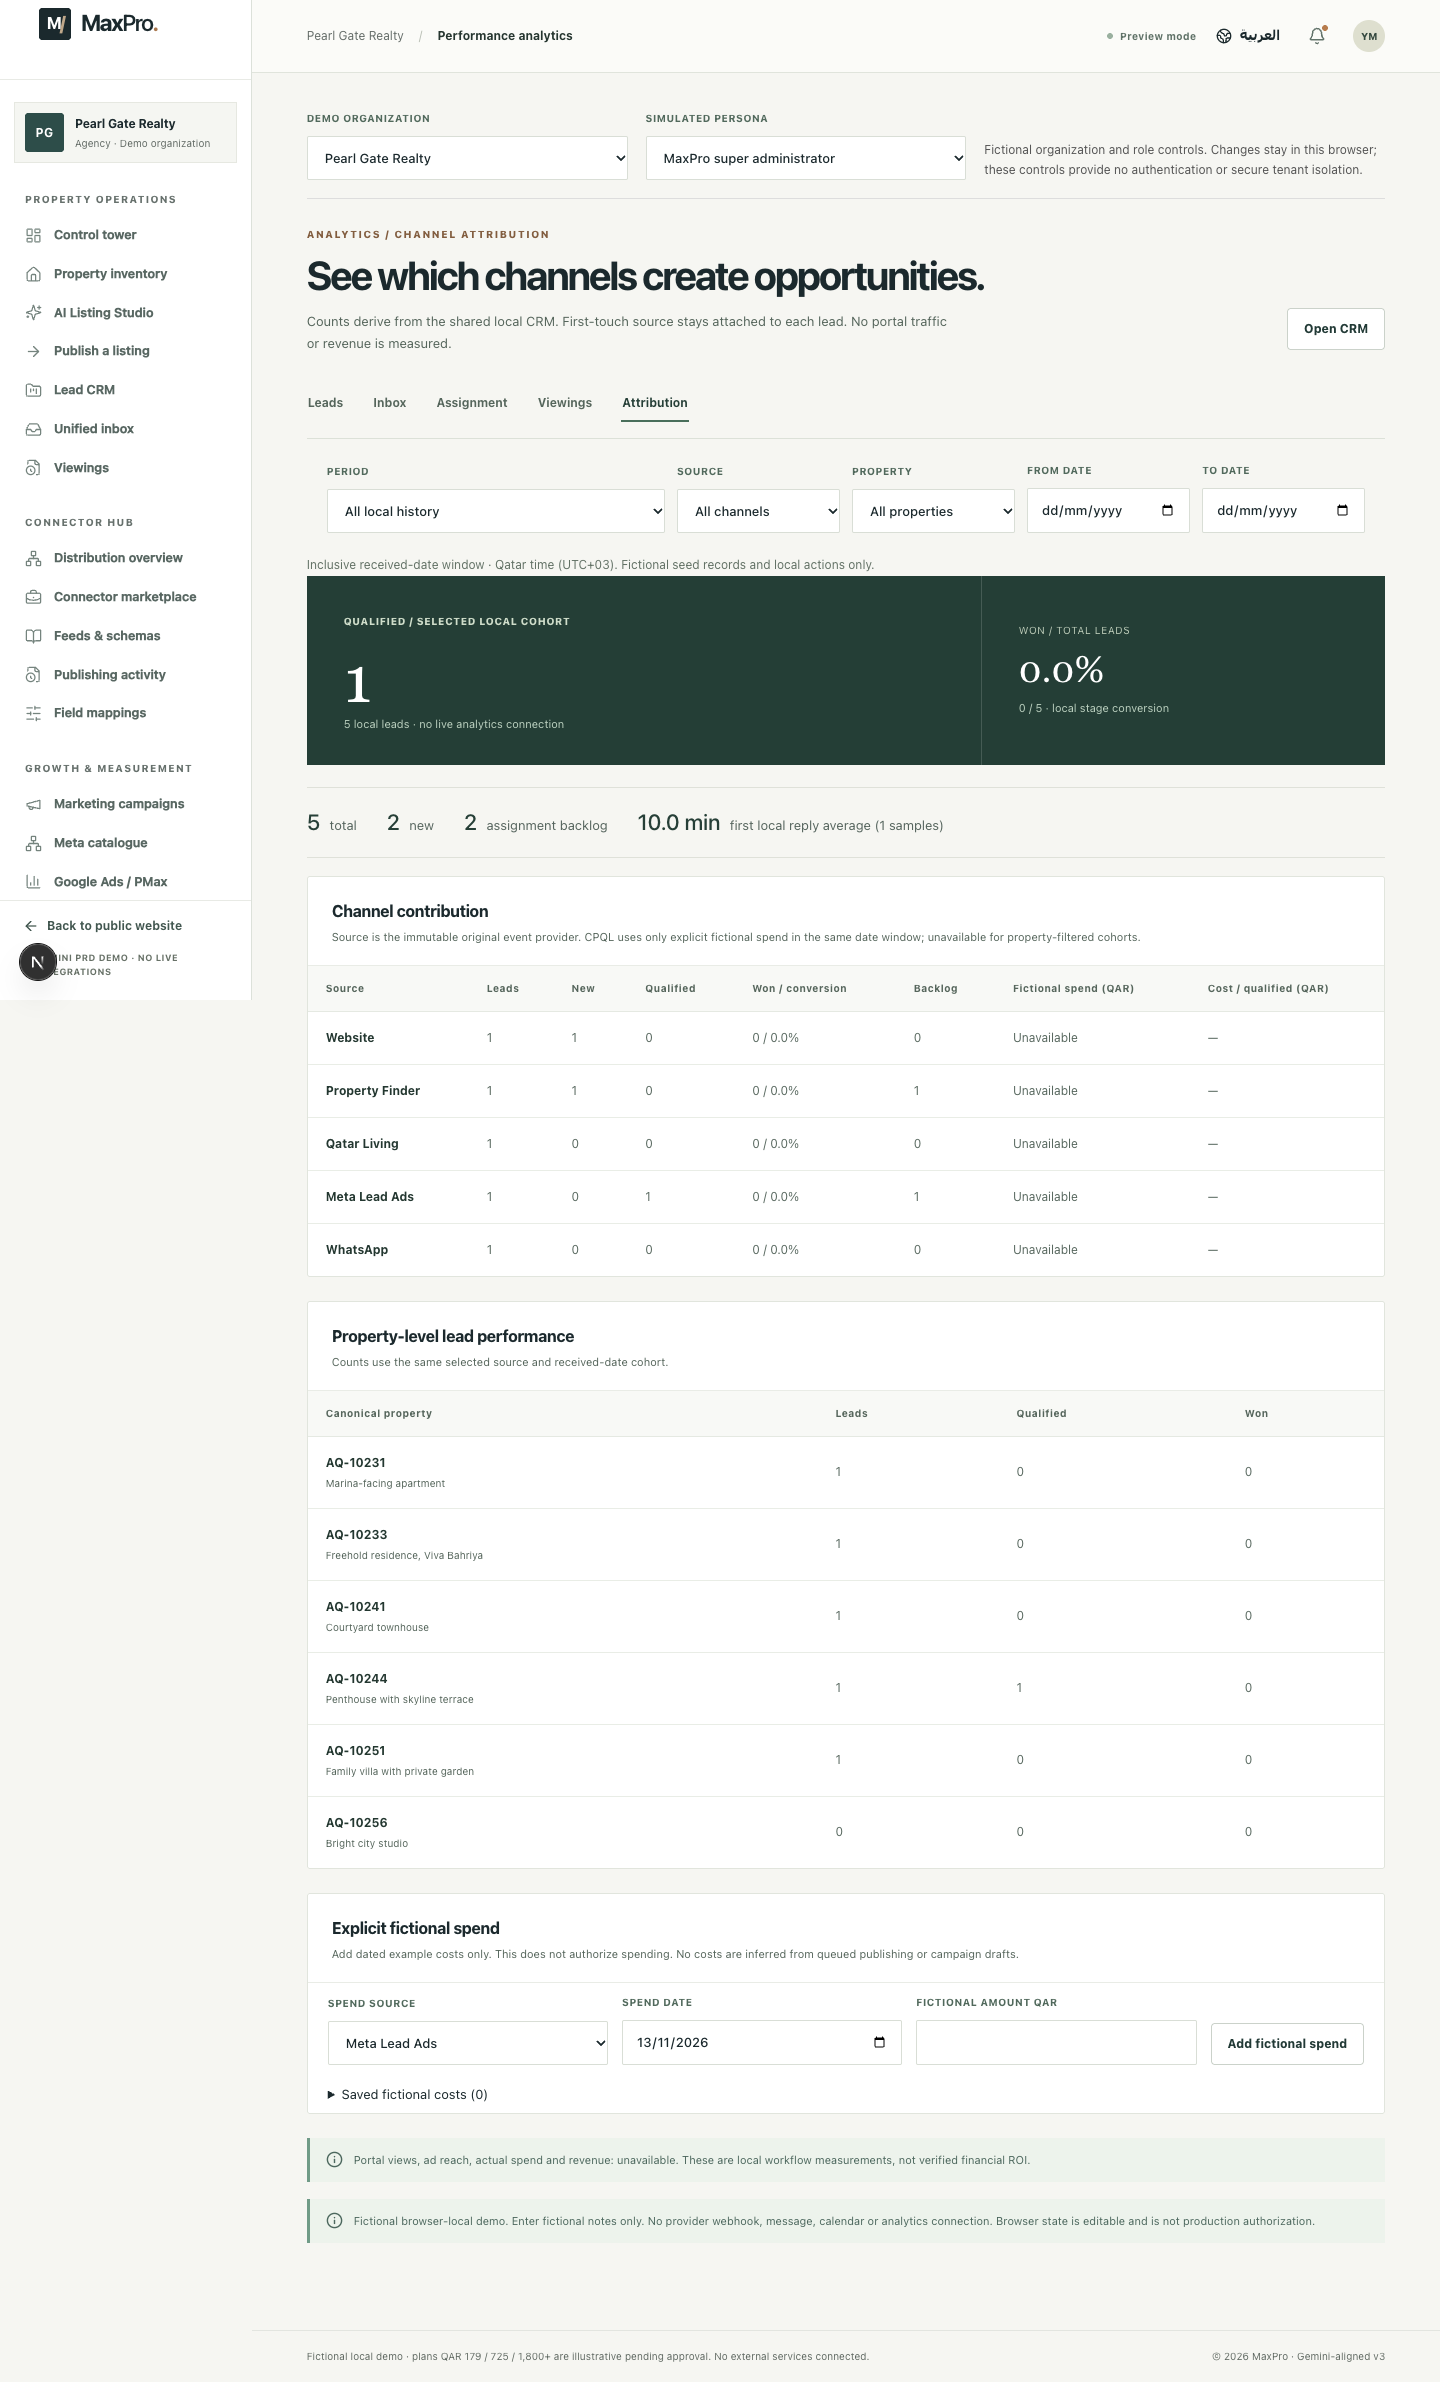 M/ MaxPro.
PG
Pearl Gate Realty
Agency · Demo organization
PROPERTY OPERATIONS
Control tower
Property inventory
AI Listing Studio
Publish a listing
Lead CRM
Unified inbox
Viewings
CONNECTOR HUB
Distribution overview
Connector marketplace
Feeds & schemas
Publishing activity
Field mappings
GROWTH & MEASUREMENT
Marketing campaigns
Meta catalogue
Google Ads / PMax
Back to public website
N
INI PRD DEMO · NO LIVE
EGRATIONS
Pearl Gate Realty / Performance analytics
Preview mode العربية YM
DEMO ORGANIZATION SIMULATED PERSONA
Pearl Gate Realty MaxPro super administrator
Fictional organization and role controls. Changes stay in this browser;
these controls provide no authentication or secure tenant isolation.
ANALYTICS / CHANNEL ATTRIBUTION
See which channels create opportunities.
Counts derive from the shared local CRM. First-touch source stays attached to each lead. No portal traffic
or revenue is measured.
Open CRM
Leads Inbox Assignment Viewings Attribution
PERIOD SOURCE PROPERTY FROM DATE TO DATE
All local history All channels All properties dd/mm/yyyy dd/mm/yyyy
Inclusive received-date window · Qatar time (UTC+03). Fictional seed records and local actions only.
QUALIFIED / SELECTED LOCAL COHORT
1
5 local leads · no live analytics connection
WON / TOTAL LEADS
0.0%
0 / 5 · local stage conversion
5 total 2 new 2 assignment backlog 10.0 min first local reply average (1 samples)
Channel contribution
Source is the immutable original event provider. CPQL uses only explicit fictional spend in the same date window; unavailable for property-filtered cohorts.
Source Leads New Qualified Won / conversion Backlog Fictional spend (QAR) Cost / qualified (QAR)
Website 1 1 0 0 / 0.0% 0 Unavailable —
Property Finder 1 1 0 0 / 0.0% 1 Unavailable —
Qatar Living 1 0 0 0 / 0.0% 0 Unavailable —
Meta Lead Ads 1 0 1 0 / 0.0% 1 Unavailable —
WhatsApp 1 0 0 0 / 0.0% 0 Unavailable —
Property-level lead performance
Counts use the same selected source and received-date cohort.
Canonical property Leads Qualified Won
AQ-10231 1 0 0
Marina-facing apartment
AQ-10233 1 0 0
Freehold residence, Viva Bahriya
AQ-10241 1 0 0
Courtyard townhouse
AQ-10244 1 1 0
Penthouse with skyline terrace
AQ-10251 1 0 0
Family villa with private garden
AQ-10256 0 0 0
Bright city studio
Explicit fictional spend
Add dated example costs only. This does not authorize spending. No costs are inferred from queued publishing or campaign drafts.
SPEND SOURCE SPEND DATE FICTIONAL AMOUNT QAR
Meta Lead Ads 13/11/2026 Add fictional spend
Saved fictional costs (0)
Portal views, ad reach, actual spend and revenue: unavailable. These are local workflow measurements, not verified financial ROI.
Fictional browser-local demo. Enter fictional notes only. No provider webhook, message, calendar or analytics connection. Browser state is editable and is not production authorization.
Fictional local demo · plans QAR 179 / 725 / 1,800+ are illustrative pending approval. No external services connected.
© 2026 MaxPro · Gemini-aligned v3